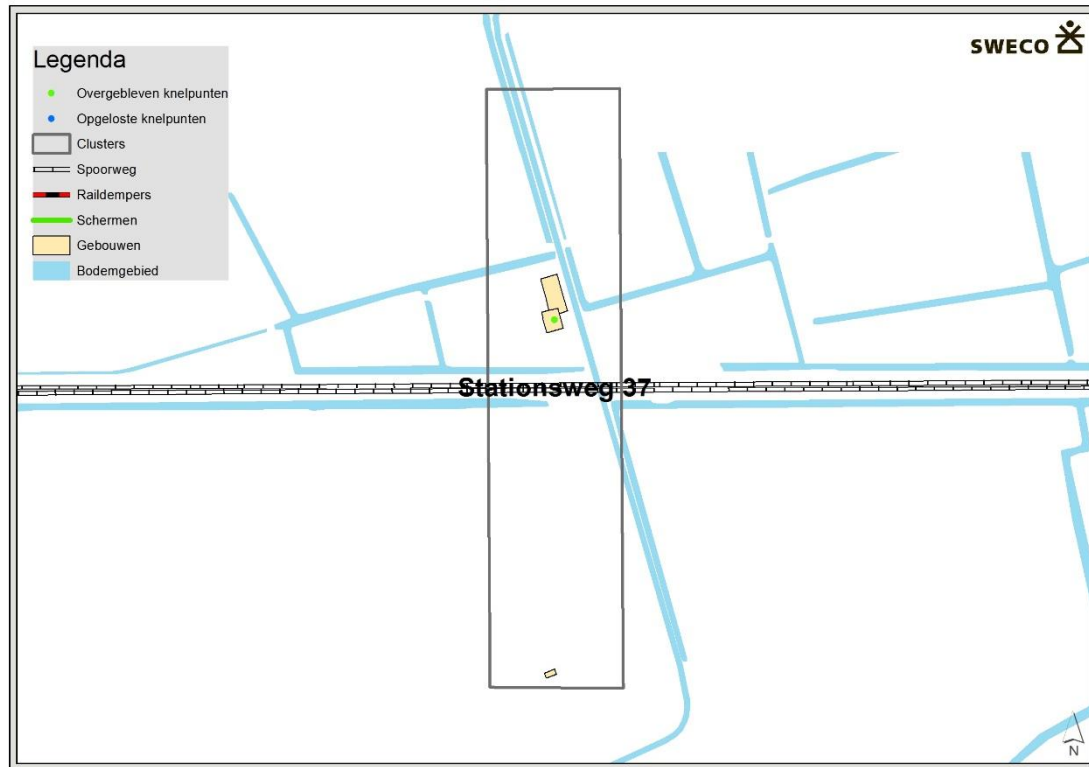 SWECO
Legenda
Overgebleven knelpunten
Opgeloste knelpunten
Clusters
Spoorweg
Raildempers
Schermen
Gebouwen
Bodemgebied
Stationsweg 37
N